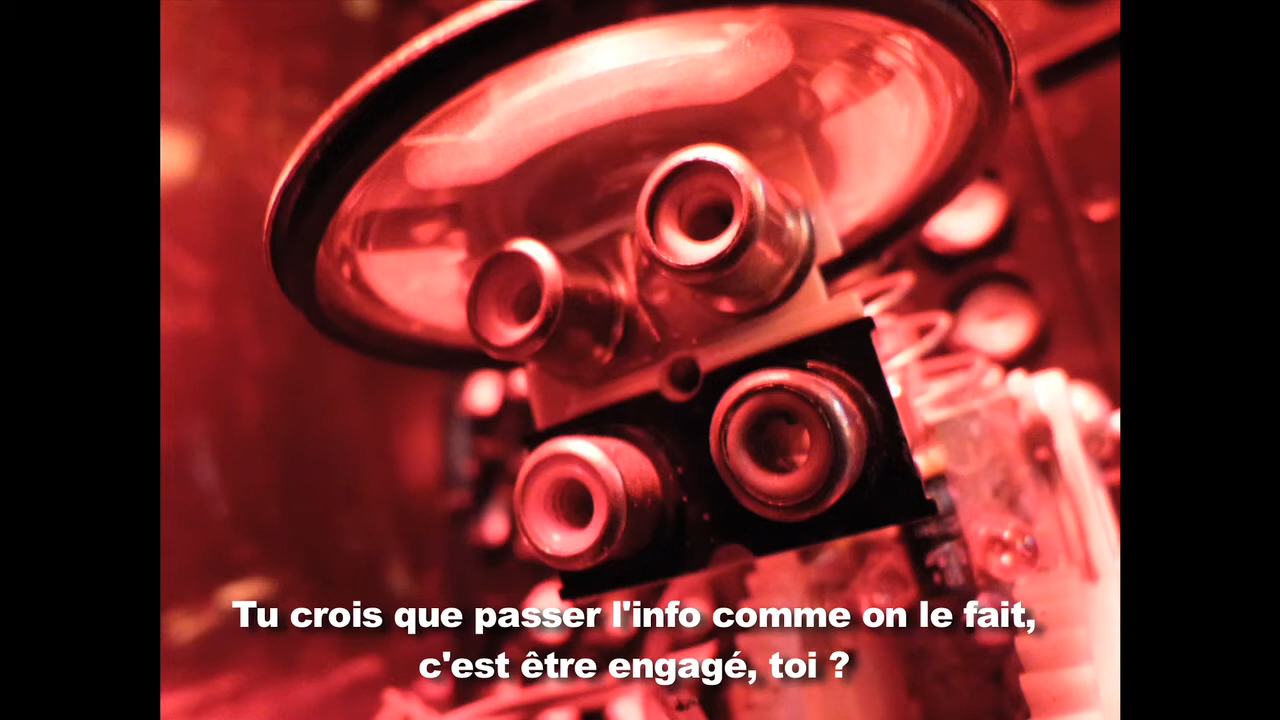 Tu crois que passer l'info comme on le fait,
c'est être engagé, toi ?